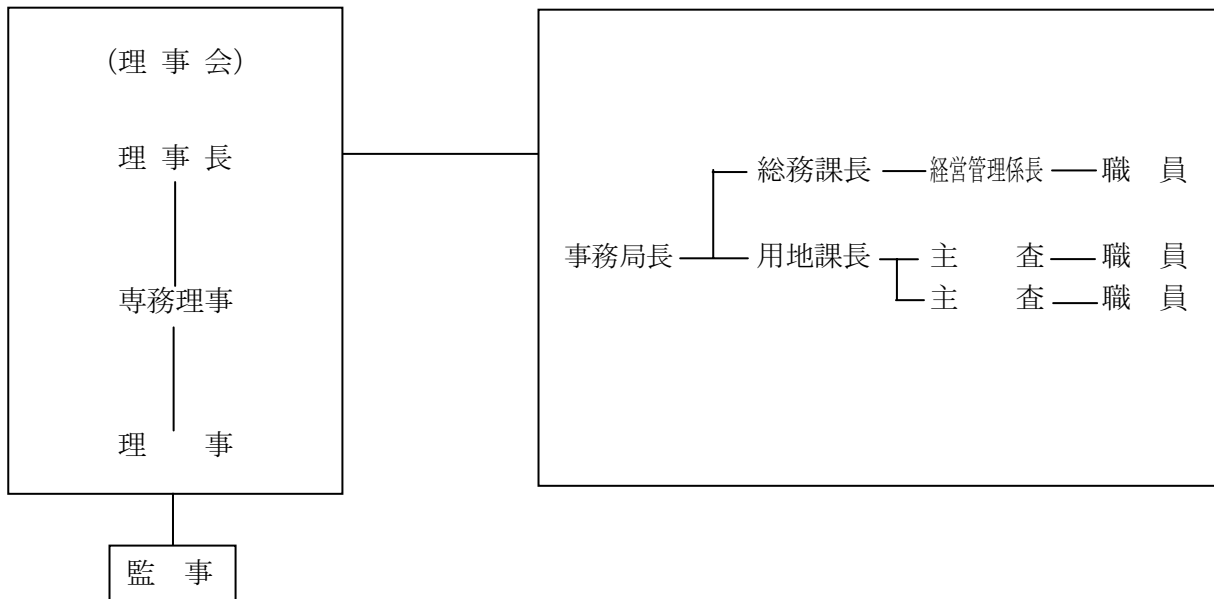 (理 事 会)
理 事 長
専務理事
理　　事
監　事
総務課長 経営管理係長 職　員
事務局長 用地課長 主　　査 職　員
主　　査 職　員